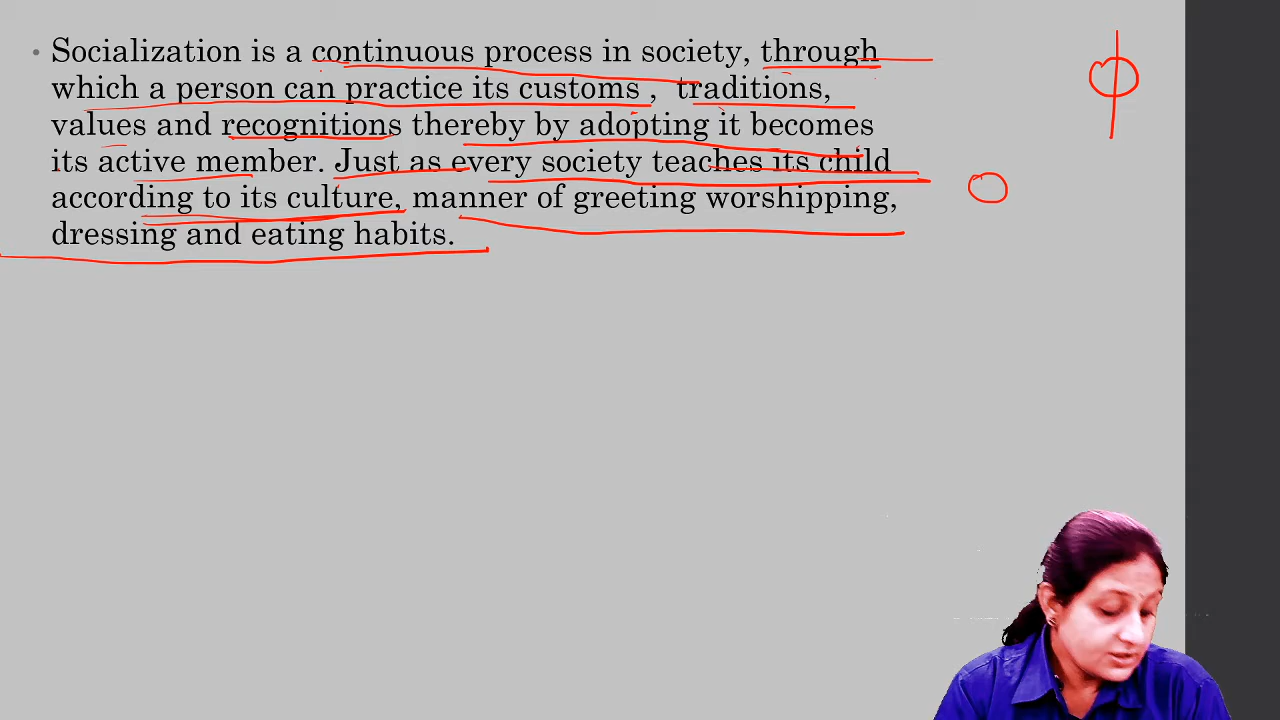 • Socialization is a continuous process in society, through
which a person can practice its customs , traditions,
values and recognitions thereby by adopting it becomes
its active member. Just as every society teaches its child
according to its culture, manner of greeting worshipping,
dressing and eating habits.